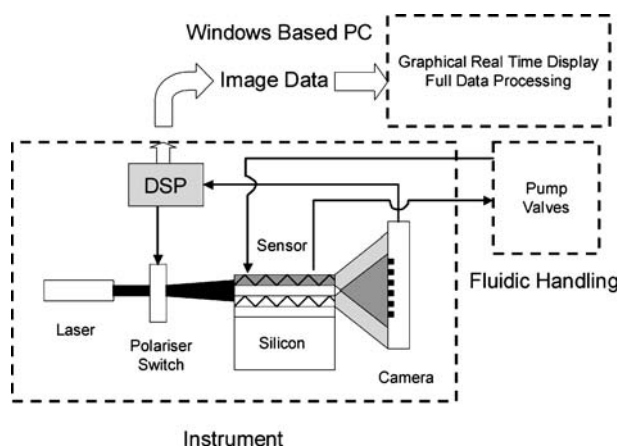 Windows Based PC
Image Data
Graphical Real Time Display
Full Data Processing
DSP
Sensor
Pump
Valves
Fluidic Handling
Laser
Polariser
Switch
Silicon
Camera
Instrument